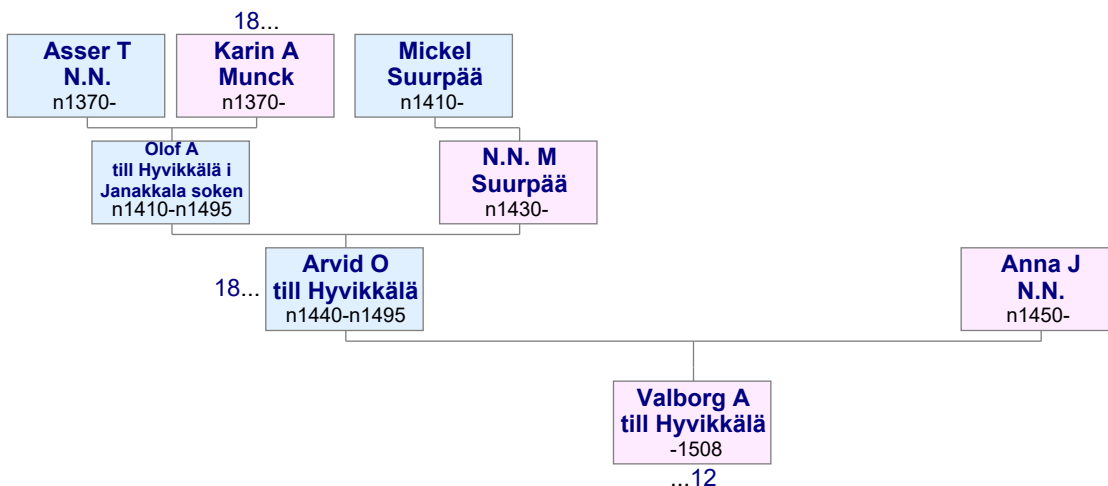 18...
Asser T
N.N.
n1370-
Karin A
Munck
n1370-
Mickel
Suurpää
n1410-
Olof A
till Hyvikkälä i
Janakkala soken
n1410-n1495
N.N. M
Suurpää
n1430-
18...
Arvid O
till Hyvikkälä
n1440-n1495
Anna J
N.N.
n1450-
Valborg A
till Hyvikkälä
-1508
...12